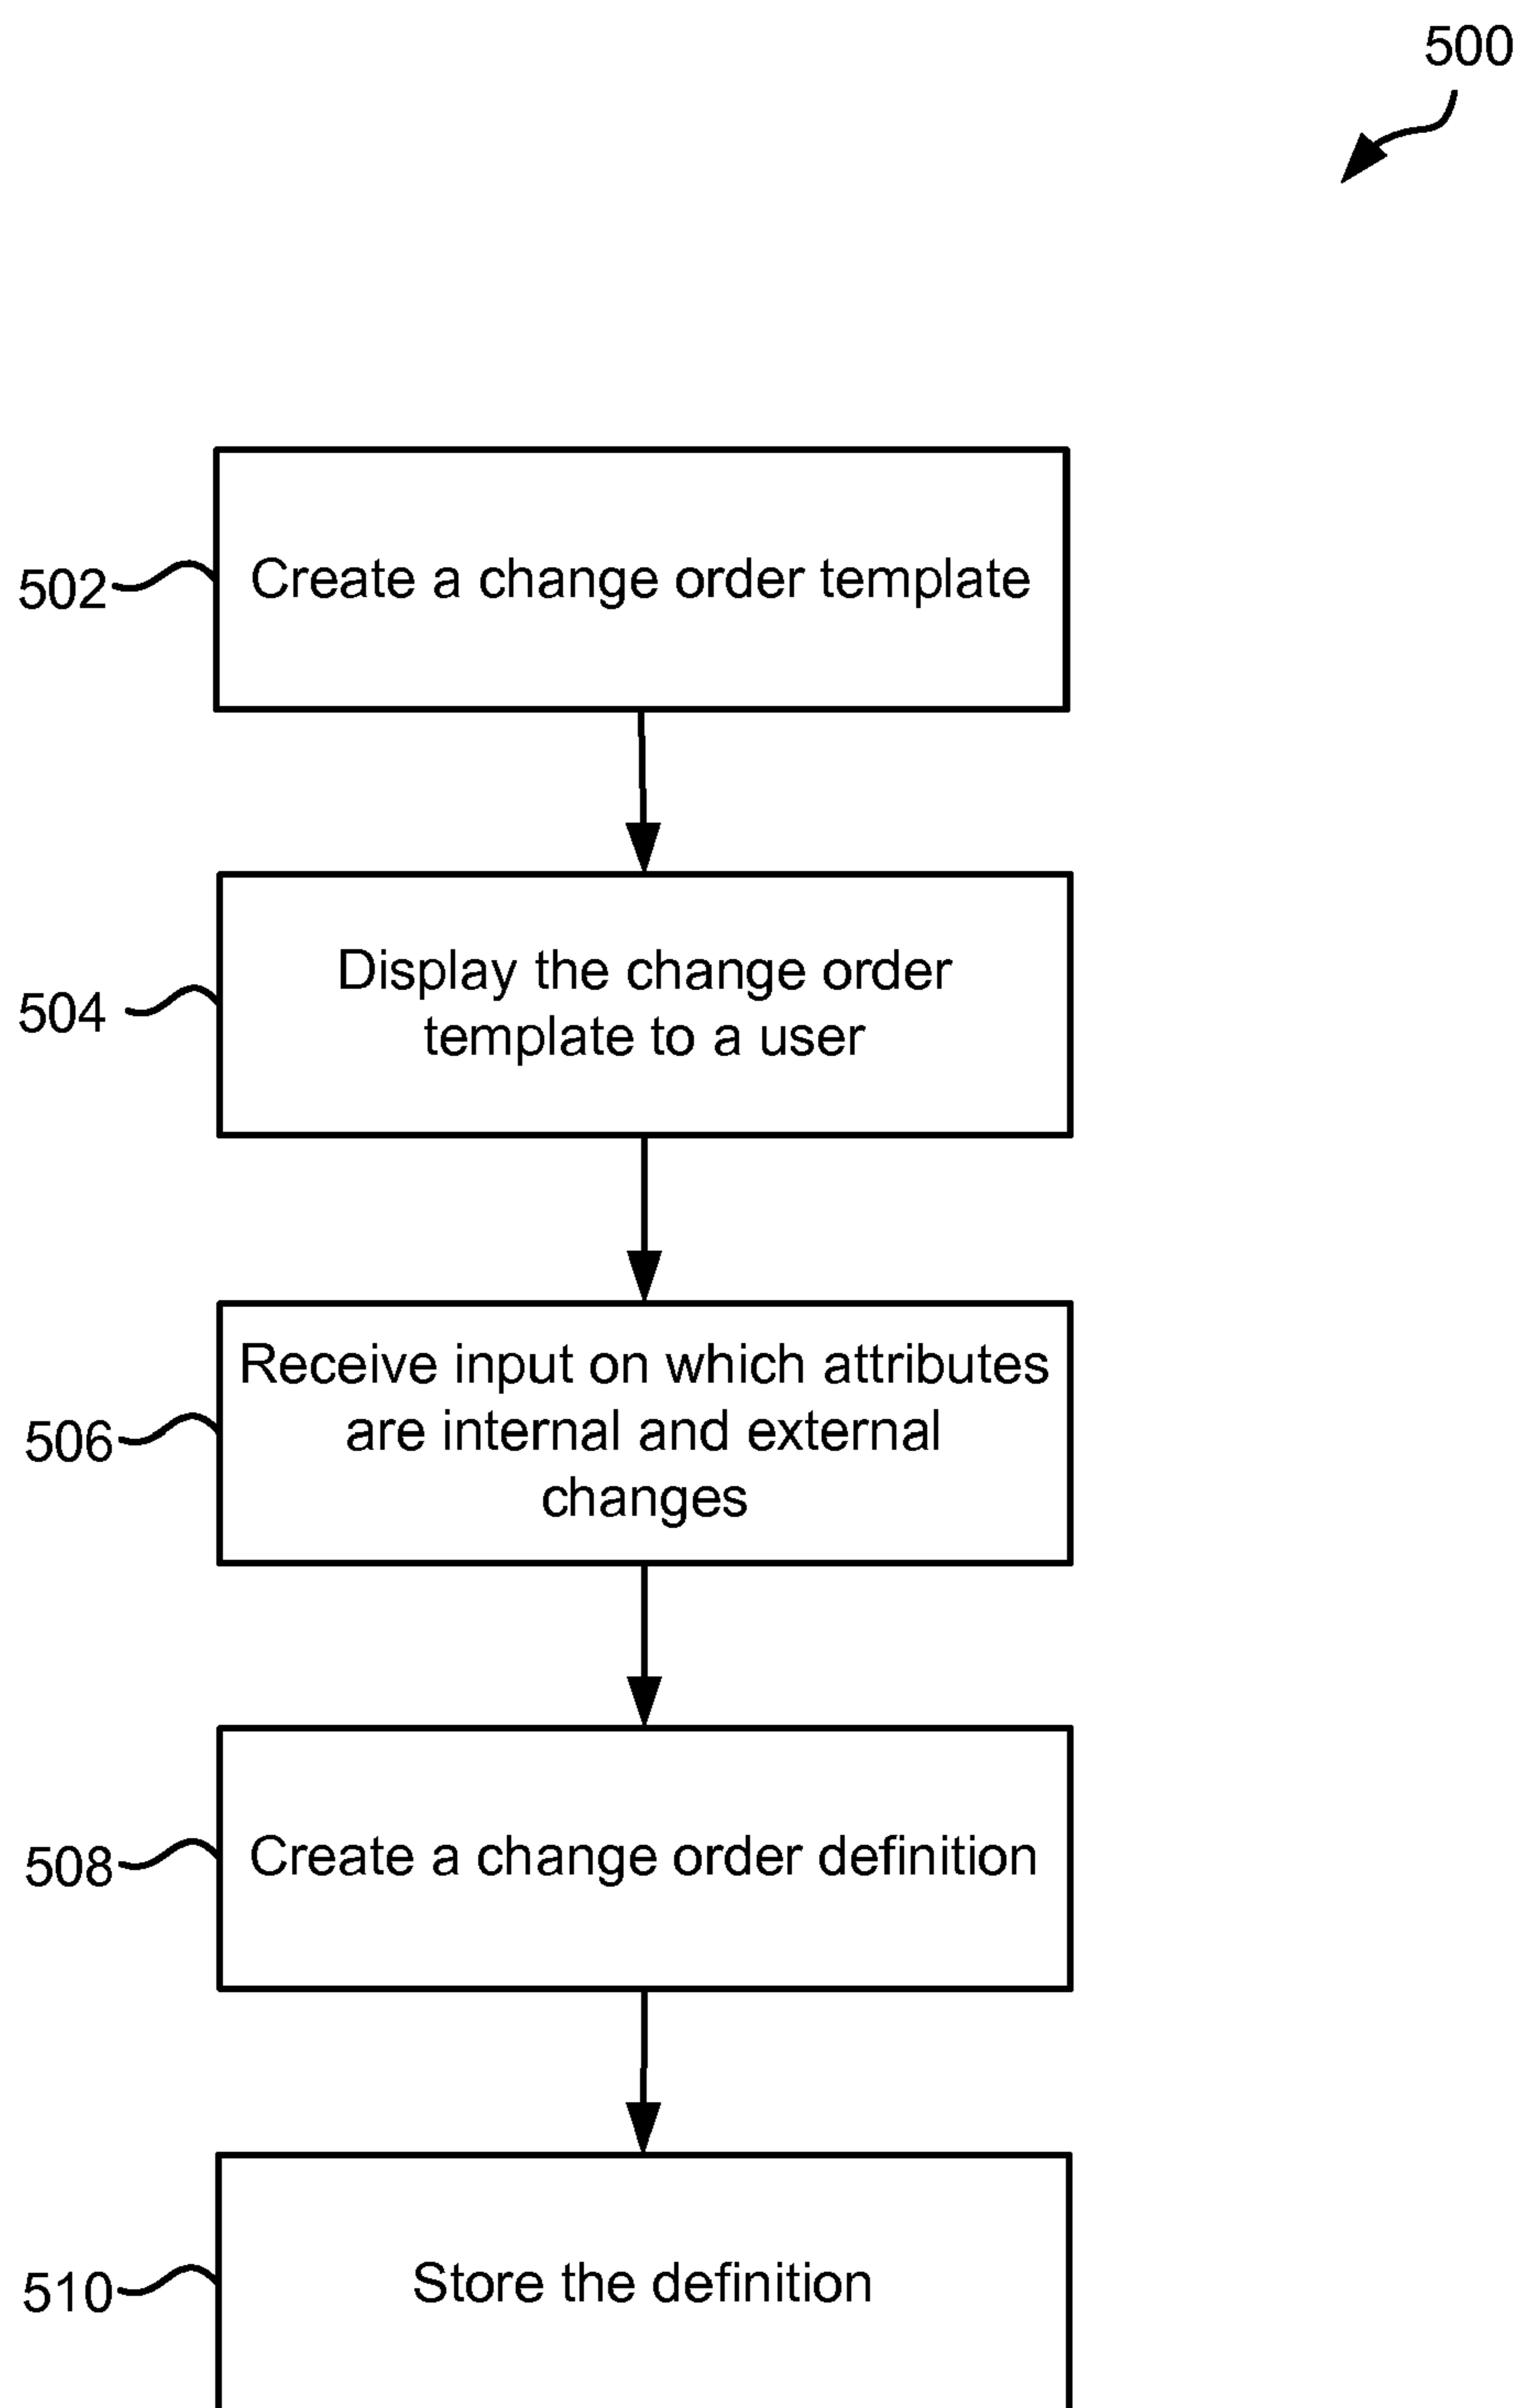 500
502
Create a change order template
504
Display the change order
template to a user
506
Receive input on which attributes
are internal and external
changes
508
Create a change order definition
510
Store the definition